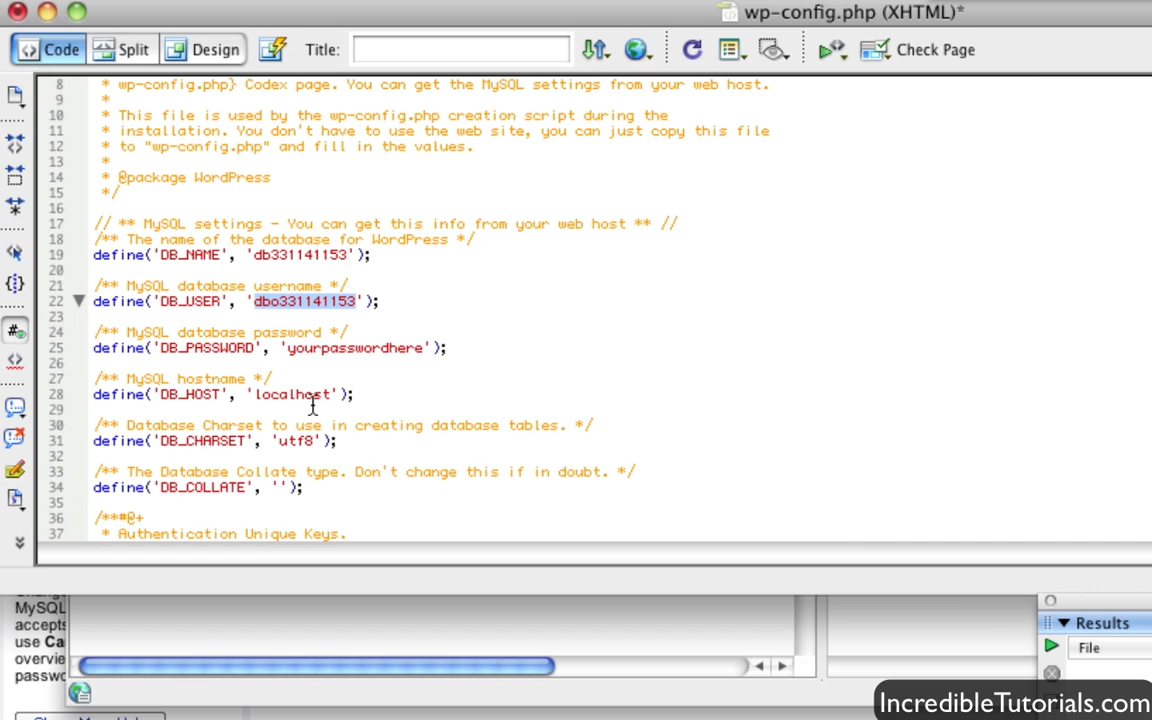 wp-config.php (XHTML)*
Code Split Design Title: Check Page
8 * wp-config.php} Codex page. You can get the MySQL settings from your web host.
9 *
10 * This file is used by the wp-config.php creation script during the
11 * installation. You don't have to use the web site, you can just copy this file
12 * to "wp-config.php" and fill in the values.
13 *
14 * @package WordPress
15 */
16
17 // ** MySQL settings - You can get this info from your web host ** //
18 /** The name of the database for WordPress */
19 define('DB_NAME', 'db331141153');
20
21 /** MySQL database username */
22 define('DB_USER', 'dbo331141153');
23
24 /** MySQL database password */
25 define('DB_PASSWORD', 'yourpasswordhere');
26
27 /** MySQL hostname */
28 define('DB_HOST', 'localhost');
29
30 /** Database Charset to use in creating database tables. */
31 define('DB_CHARSET', 'utf8');
32
33 /** The Database Collate type. Don't change this if in doubt. */
34 define('DB_COLLATE', '');
35
36 /**#@+
37 * Authentication Unique Keys.
MySQL
accepts
use Ca
overvie
passwo
Results
File
IncredibleTutorials.com